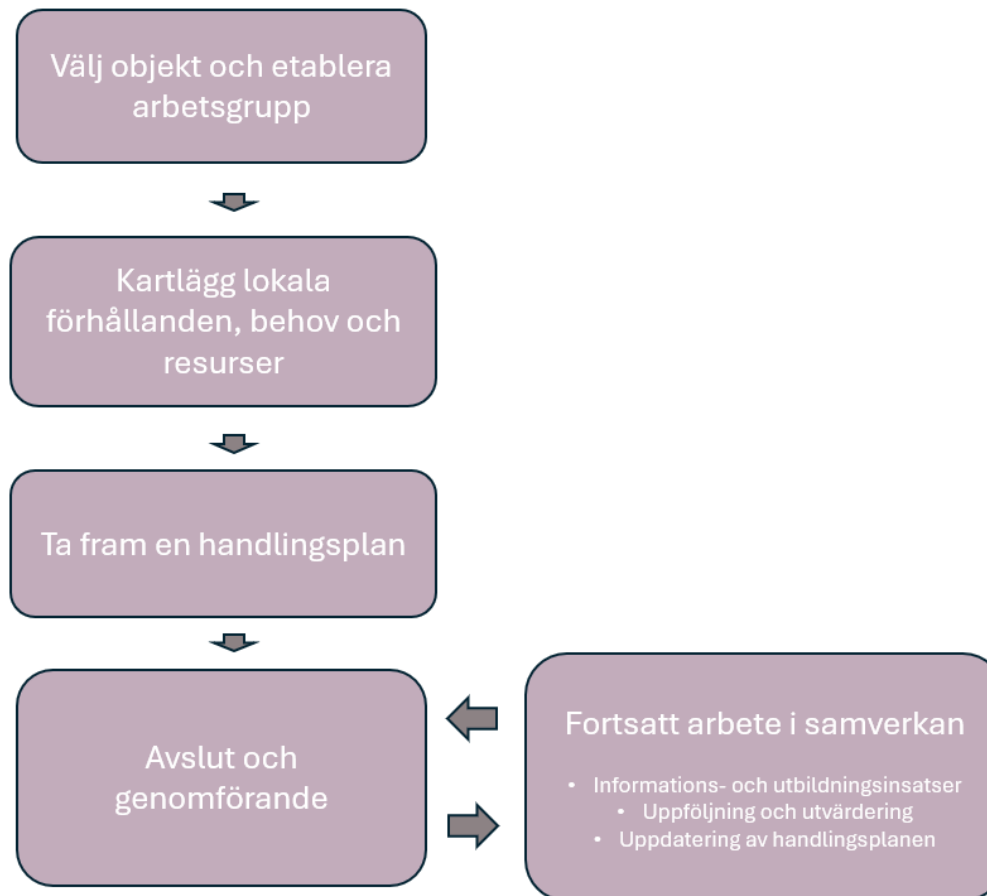 Välj objekt och etablera
arbetsgrupp
Kartlägg lokala
förhållanden, behov och
resurser
Ta fram en handlingsplan
Avslut och
genomförande
Fortsatt arbete i samverkan
• Informations- och utbildningsinsatser
• Uppföljning och utvärdering
• Uppdatering av handlingsplanen